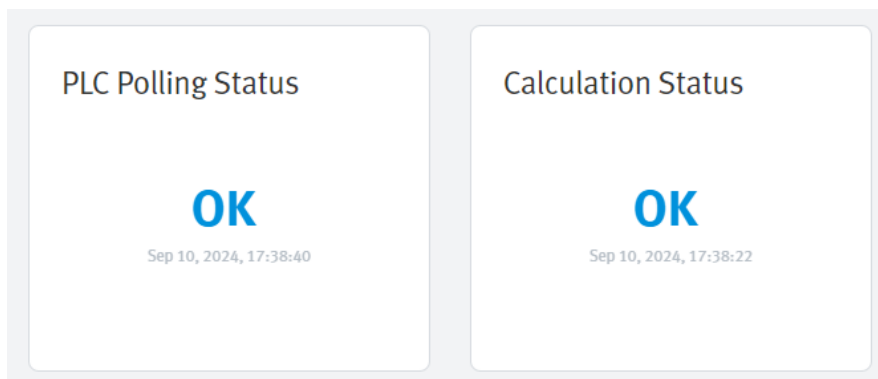 PLC Polling Status
OK
Sep 10, 2024, 17:38:40
Calculation Status
OK
Sep 10, 2024, 17:38:22